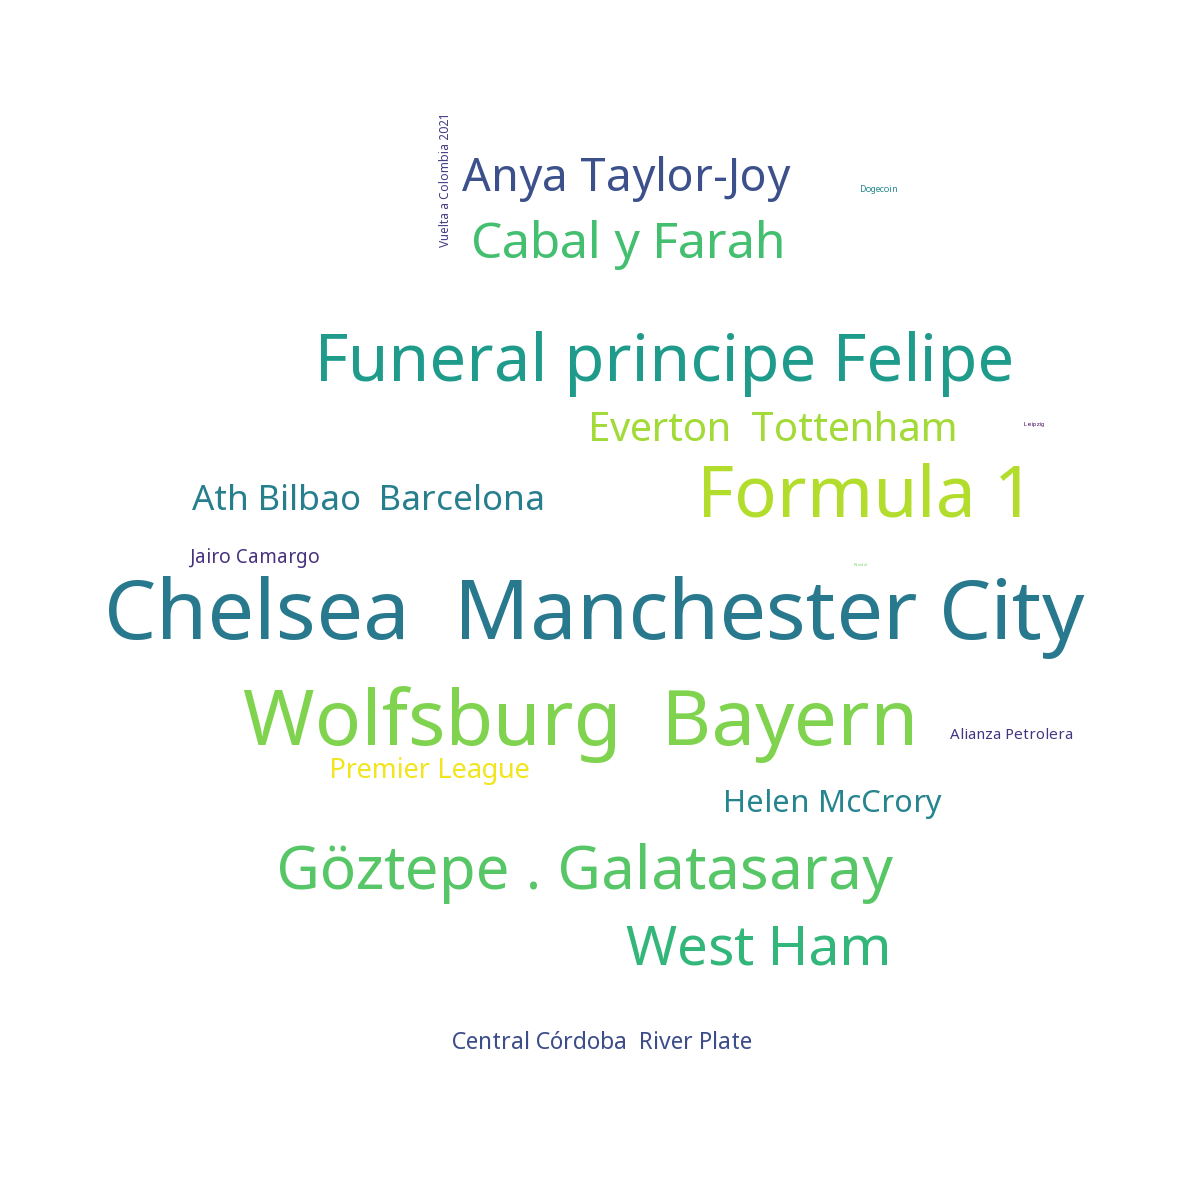 Vuelta a Colombia 2021
Anya Taylor-Joy
Dogecoin
Cabal y Farah
Funeral principe Felipe
Everton  Tottenham
Leipzig
Ath Bilbao  Barcelona
Formula 1
Jairo Camargo
Chelsea  Manchester City
Wolfsburg  Bayern
Alianza Petrolera
Premier League
Helen McCrory
Göztepe . Galatasaray
West Ham
Central Córdoba  River Plate